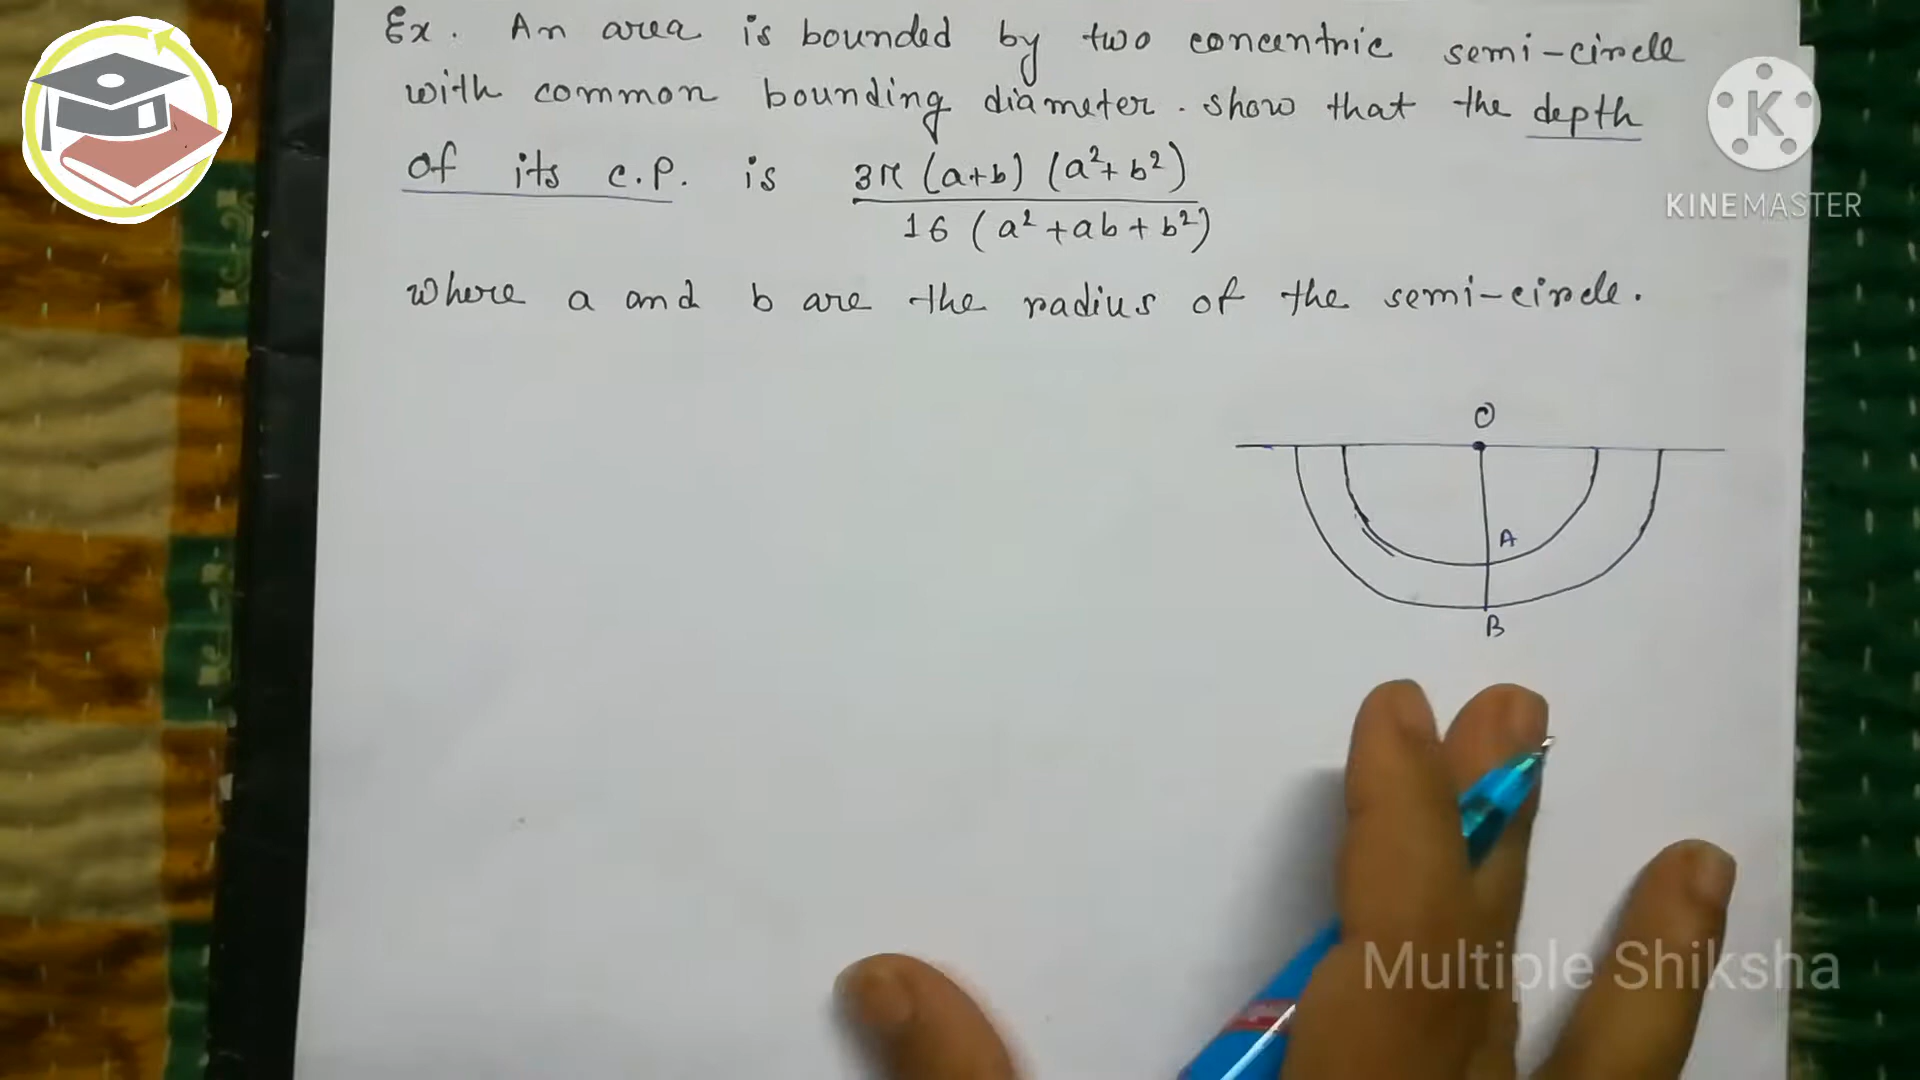 Ex. An area is bounded by two concentric semi-circle
with common bounding diameter. show that the depth
of its c.p. is 3π (a+b) (a²+b²)
16 (a²+ab+b²)
where a and b are the radius of the semi-circle.
K
KINEMASTER
O
A
B
Multiple Shiksha